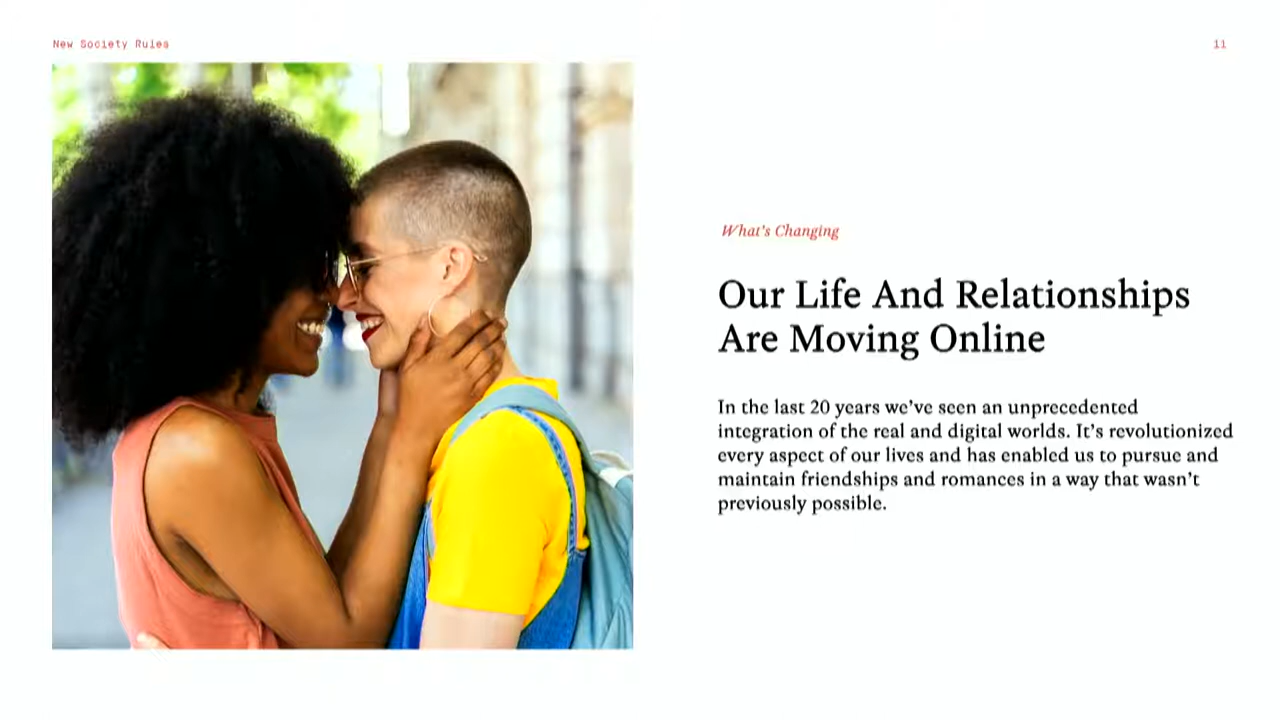 New Society Rules
11
What's Changing
Our Life And Relationships
Are Moving Online
In the last 20 years we've seen an unprecedented
integration of the real and digital worlds. It's revolutionized
every aspect of our lives and has enabled us to pursue and
maintain friendships and romances in a way that wasn't
previously possible.